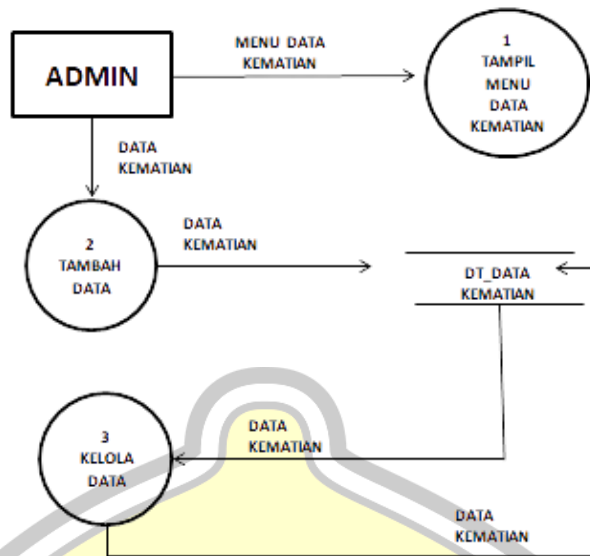 ADMIN
MENU DATA
KEMATIAN
1
TAMPIL
MENU
DATA
KEMATIAN
DATA
KEMATIAN
2
TAMBAH
DATA
DATA
KEMATIAN
DT_DATA
KEMATIAN
3
KELOLA
DATA
DATA
KEMATIAN
DATA
KEMATIAN